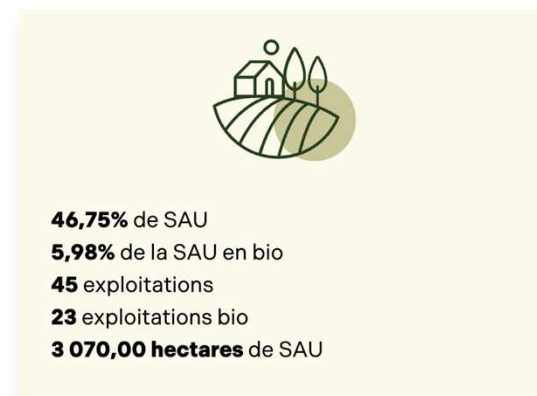 46,75% de SAU
5,98% de la SAU en bio
45 exploitations
23 exploitations bio
3 070,00 hectares de SAU